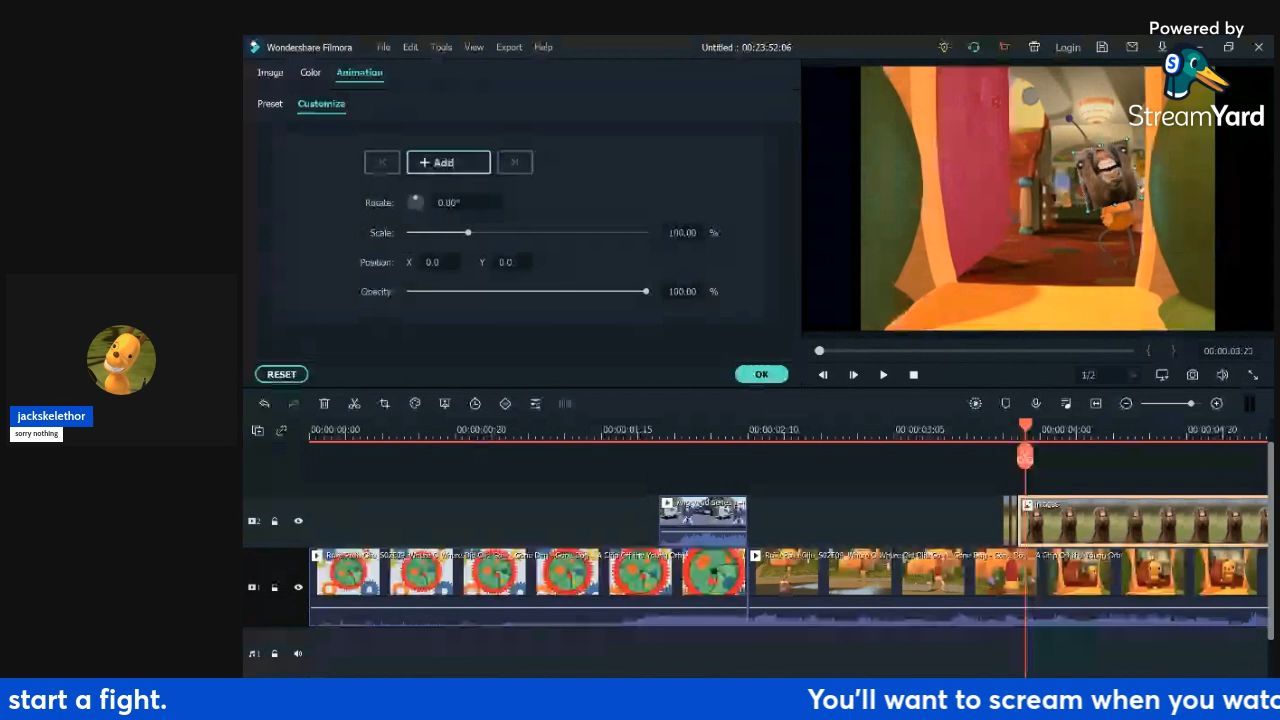 Powered by
StreamYard
Wondershare Filmora
File Edit Tools View Export Help
Untitled : 00:23:52:06
Login
Image Color Animation
Preset Customize
+ Add
Rotate: 0.00°
Scale: 100.00 %
Position: X 0.0 Y 0.0
Opacity: 100.00 %
RESET
OK
00:00:03:23
1/2
00:00:00:00 00:00:00:20 00:00:01:15 00:00:02:10 00:00:03:05 00:00:04:00 00:00:04:20
jackskelethor
sorry nothing
2
1
1
start a fight.
You'll want to scream when you watc